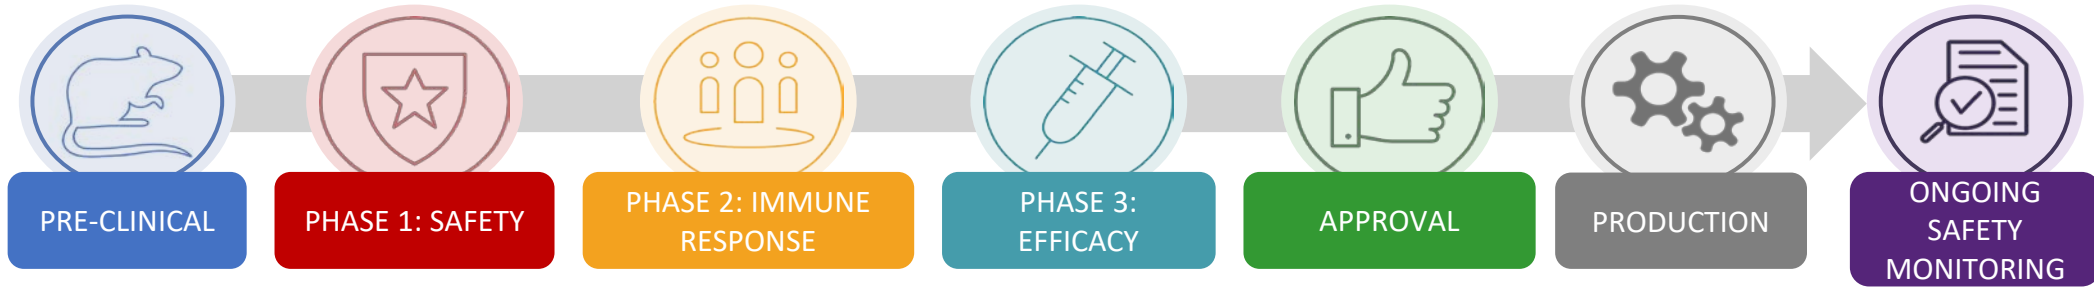 PRE-CLINICAL
PHASE 1: SAFETY
PHASE 2: IMMUNE
RESPONSE
PHASE 3:
EFFICACY
APPROVAL
PRODUCTION
ONGOING
SAFETY
MONITORING